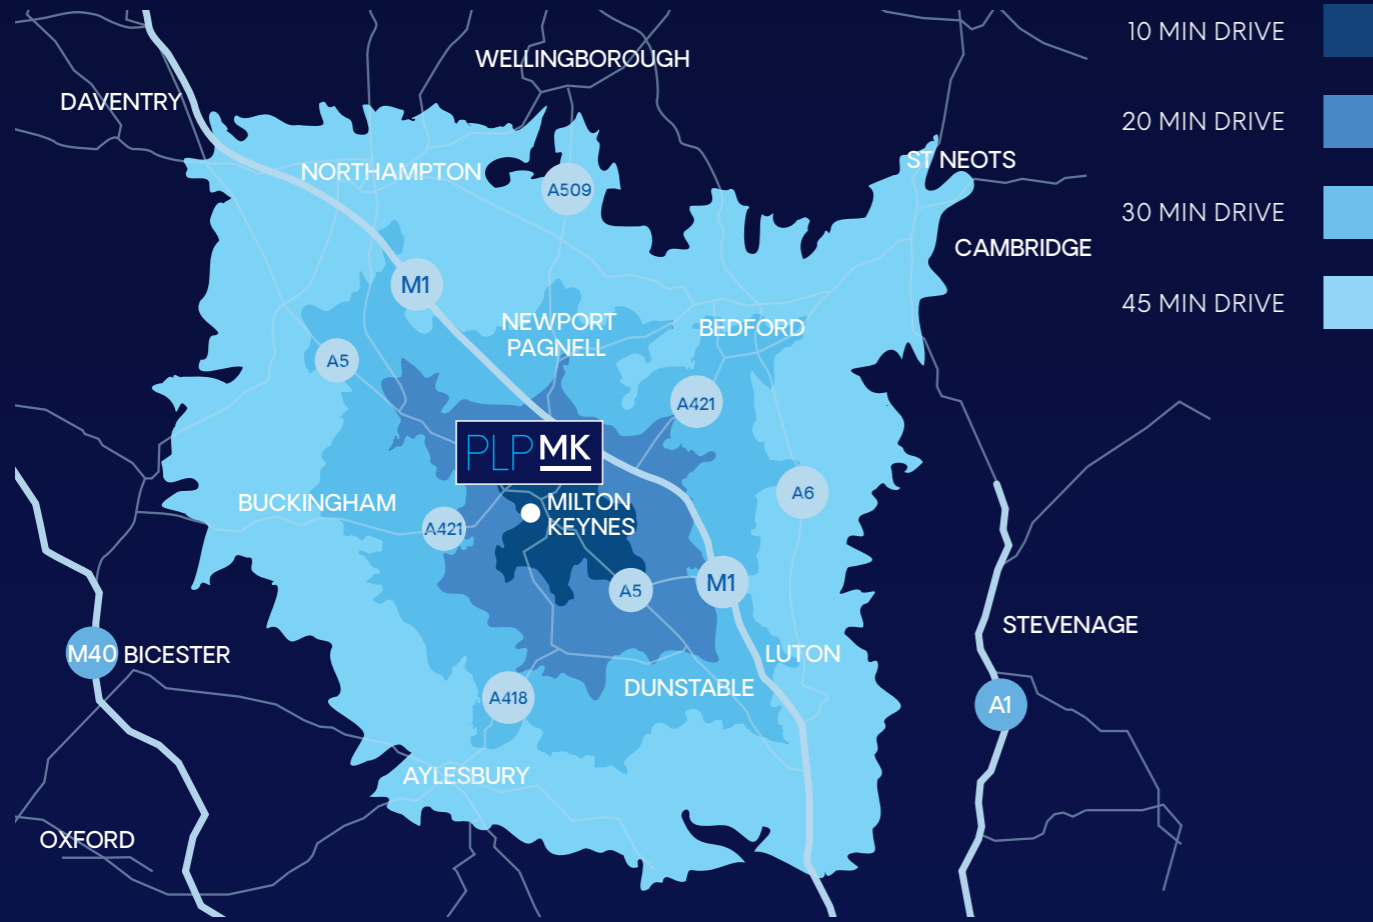 WELLINGBOROUGH
10 MIN DRIVE
DAVENTRY
20 MIN DRIVE
ST NEOTS
NORTHAMPTON
A509
30 MIN DRIVE
CAMBRIDGE
M1
45 MIN DRIVE
NEWPORT
PAGNELL
BEDFORD
A5
A421
PLPMK
BUCKINGHAM
A421
MILTON
KEYNES
A6
A5
M1
STEVENAGE
M40
BICESTER
LUTON
DUNSTABLE
A418
A1
AYLESBURY
OXFORD